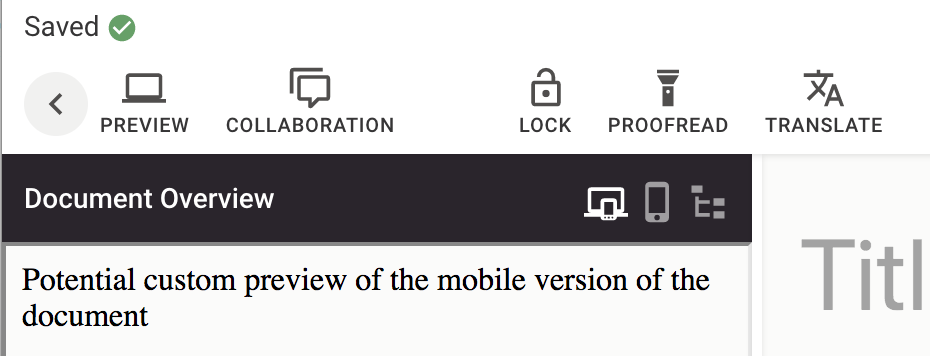 Saved
PREVIEW COLLABORATION LOCK PROOFREAD TRANSLATE
Document Overview
Titl
Potential custom preview of the mobile version of the
document